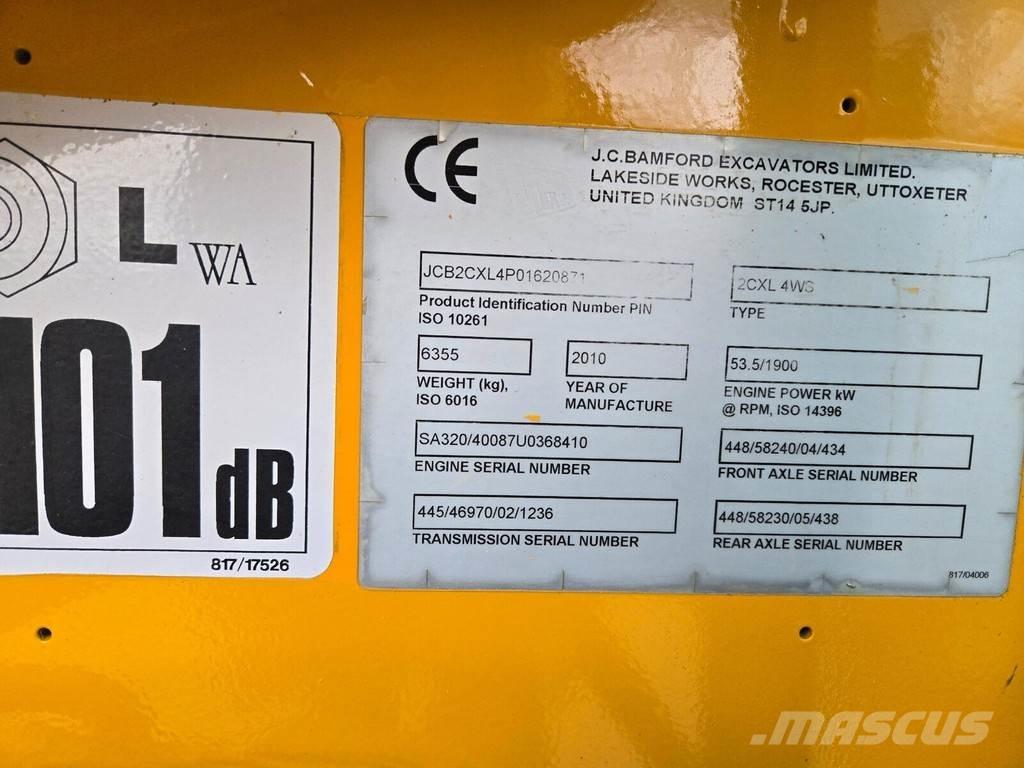 L WA
101
dB
817/17526
CE
J.C.BAMFORD EXCAVATORS LIMITED.
LAKESIDE WORKS, ROCESTER, UTTOXETER
UNITED KINGDOM ST14 5JP.
JCB2CXL4P01620871
Product Identification Number PIN
ISO 10261
2CXL 4WS
TYPE
6355
WEIGHT (kg),
ISO 6016
2010
YEAR OF
MANUFACTURE
53.5/1900
ENGINE POWER kW
@ RPM, ISO 14396
SA320/40087U0368410
ENGINE SERIAL NUMBER
448/58240/04/434
FRONT AXLE SERIAL NUMBER
445/46970/02/1236
TRANSMISSION SERIAL NUMBER
448/58230/05/438
REAR AXLE SERIAL NUMBER
817/04006
MASCUS